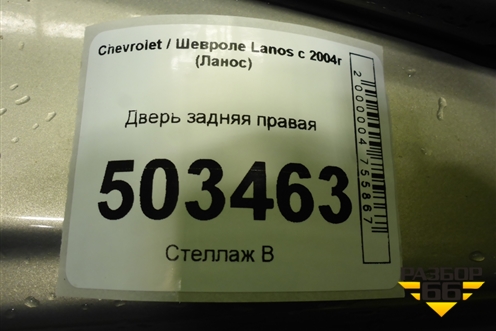 Chevrolet / Шевроле Lanos с 2004г
(Ланос)
Дверь задняя правая
503463
Стеллаж В
2000004755867
РАЗБОР
66